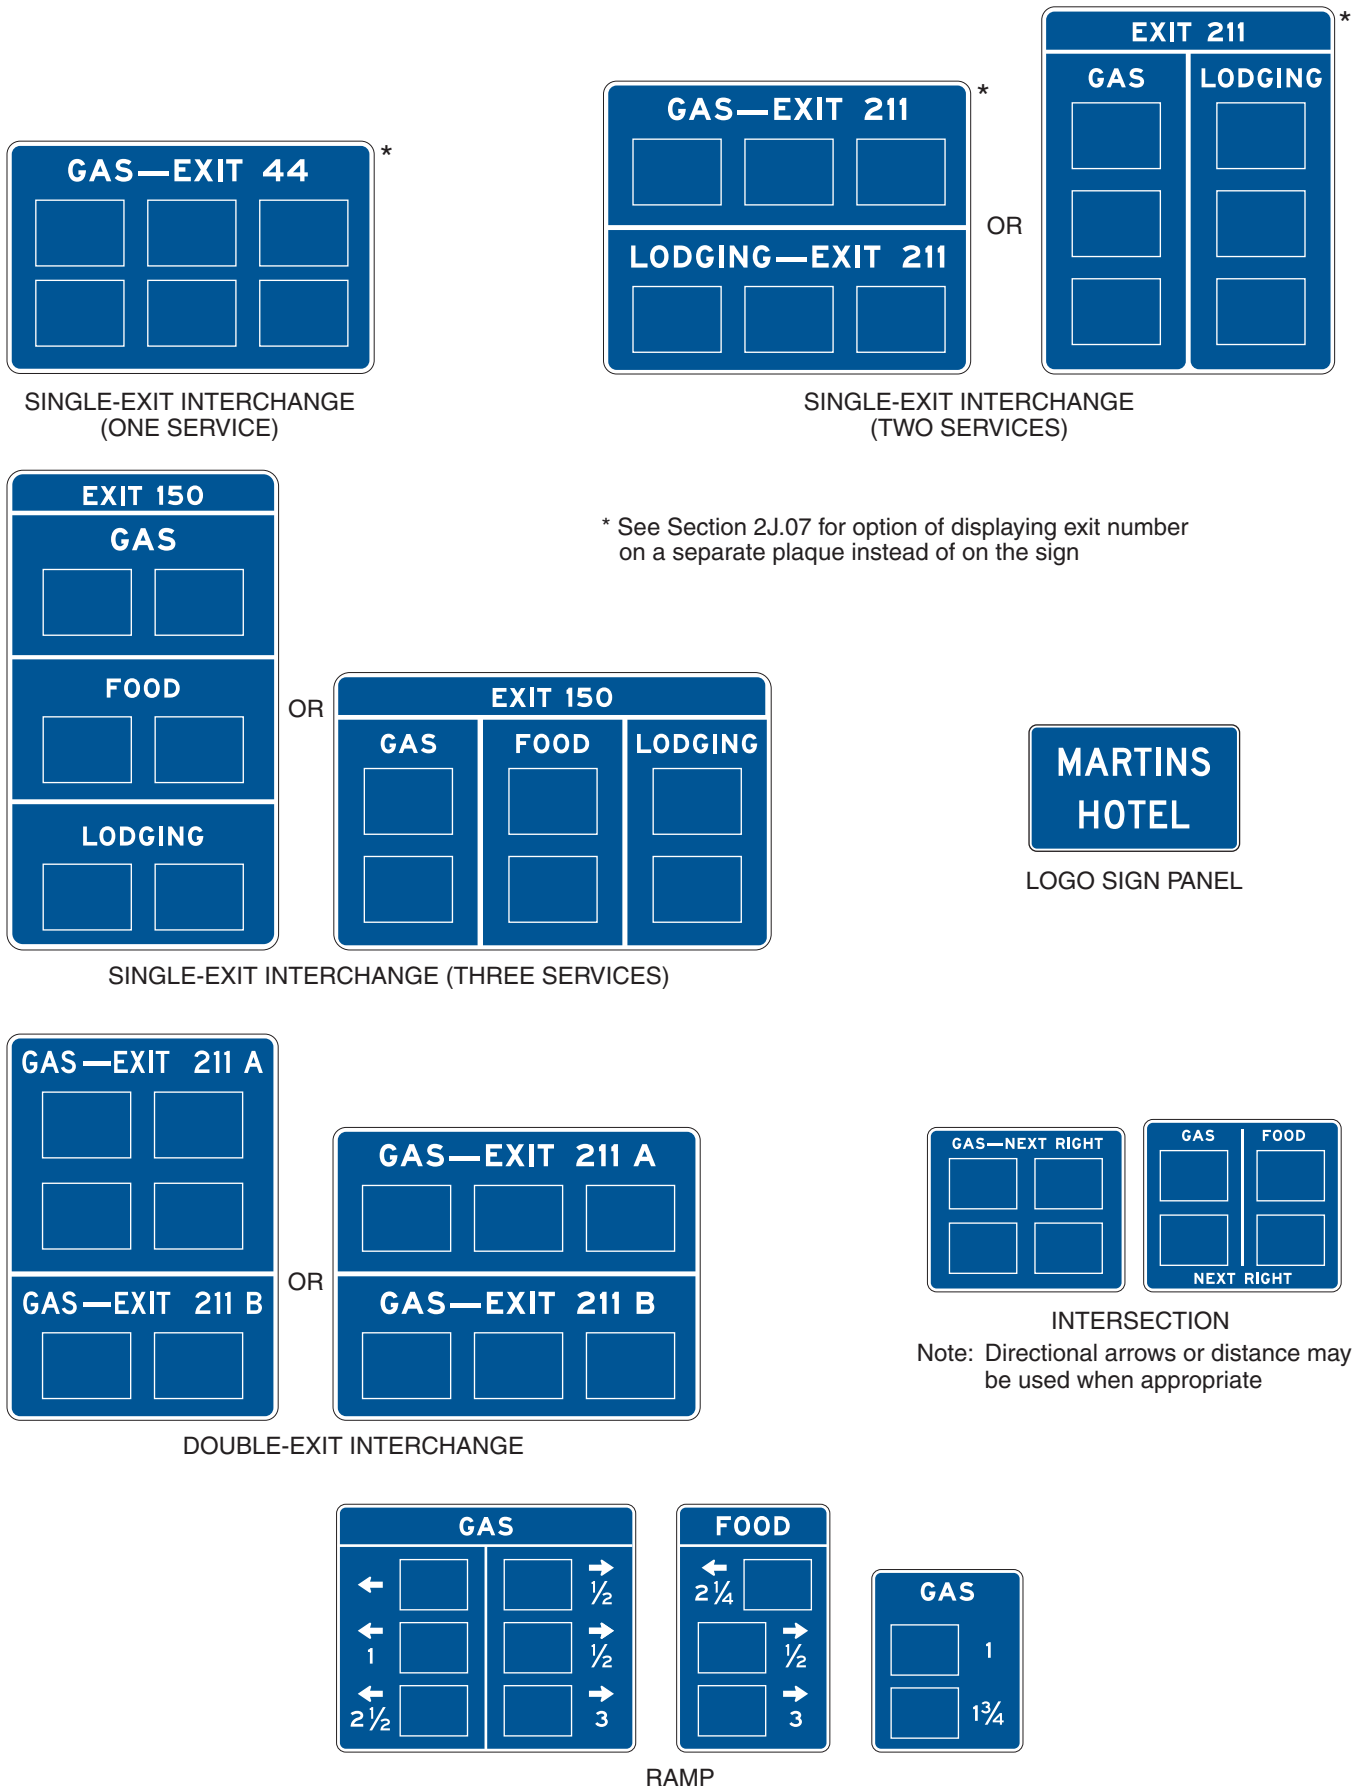 GAS—EXIT 44
*
SINGLE-EXIT INTERCHANGE
(ONE SERVICE)
GAS—EXIT 211
LODGING—EXIT 211
*
OR
EXIT 211
GAS
LODGING
*
SINGLE-EXIT INTERCHANGE
(TWO SERVICES)
EXIT 150
GAS
FOOD
LODGING
OR
EXIT 150
GAS
FOOD
LODGING
SINGLE-EXIT INTERCHANGE (THREE SERVICES)
* See Section 2J.07 for option of displaying exit number
on a separate plaque instead of on the sign
MARTINS
HOTEL
LOGO SIGN PANEL
GAS—EXIT 211 A
GAS—EXIT 211 B
OR
GAS—EXIT 211 A
GAS—EXIT 211 B
DOUBLE-EXIT INTERCHANGE
GAS—NEXT RIGHT
GAS
FOOD
NEXT RIGHT
INTERSECTION
Note: Directional arrows or distance may
be used when appropriate
GAS
← →
½
← →
1 ½
← →
2½ 3
FOOD
←
2¼
→
½
→
3
GAS
1
1¾
RAMP